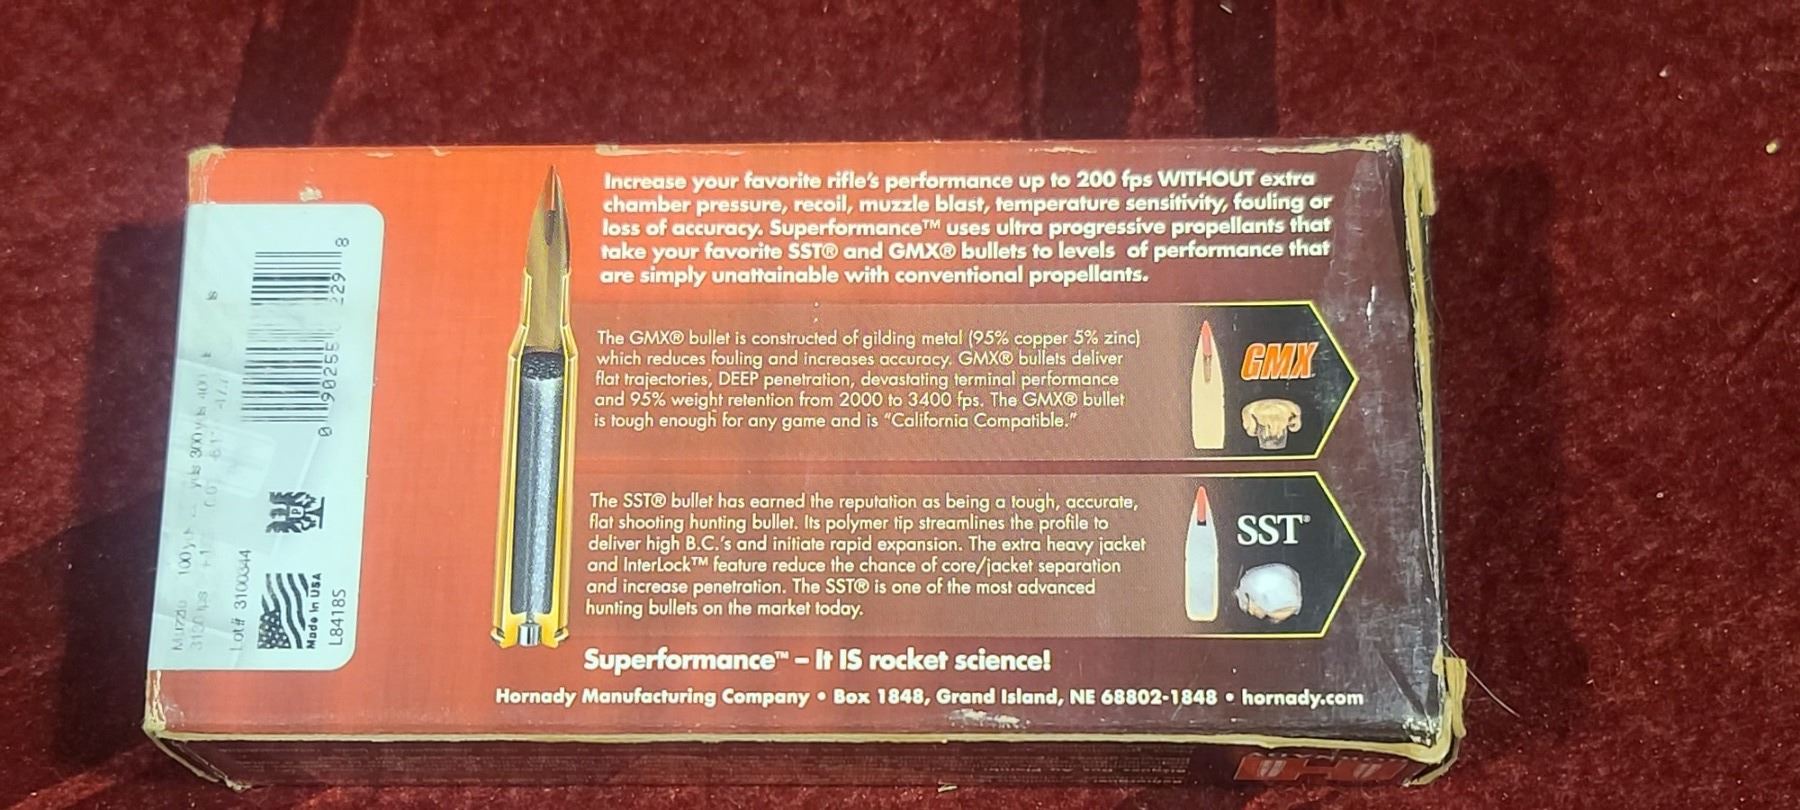 Increase your favorite rifle's performance up to 200 fps WITHOUT extra
chamber pressure, recoil, muzzle blast, temperature sensitivity, fouling or
loss of accuracy. Superformance™ uses ultra progressive propellants that
take your favorite SST® and GMX® bullets to levels of performance that
are simply unattainable with conventional propellants.
The GMX® bullet is constructed of gilding metal (95% copper 5% zinc)
which reduces fouling and increases accuracy. GMX® bullets deliver
flat trajectories, DEEP penetration, devastating terminal performance
and 95% weight retention from 2000 to 3400 fps. The GMX® bullet
is tough enough for any game and is "California Compatible."
GMX
The SST® bullet has earned the reputation as being a tough, accurate,
flat shooting hunting bullet. Its polymer tip streamlines the profile to
deliver high B.C.'s and initiate rapid expansion. The extra heavy jacket
and InterLock™ feature reduce the chance of core/jacket separation
and increase penetration. The SST® is one of the most advanced
hunting bullets on the market today.
SST®
Superformance™ – It IS rocket science!
Hornady Manufacturing Company • Box 1848, Grand Island, NE 68802-1848 • hornady.com
100 300 yds 400
Lot# 3100344
Made in USA
L8418S
8